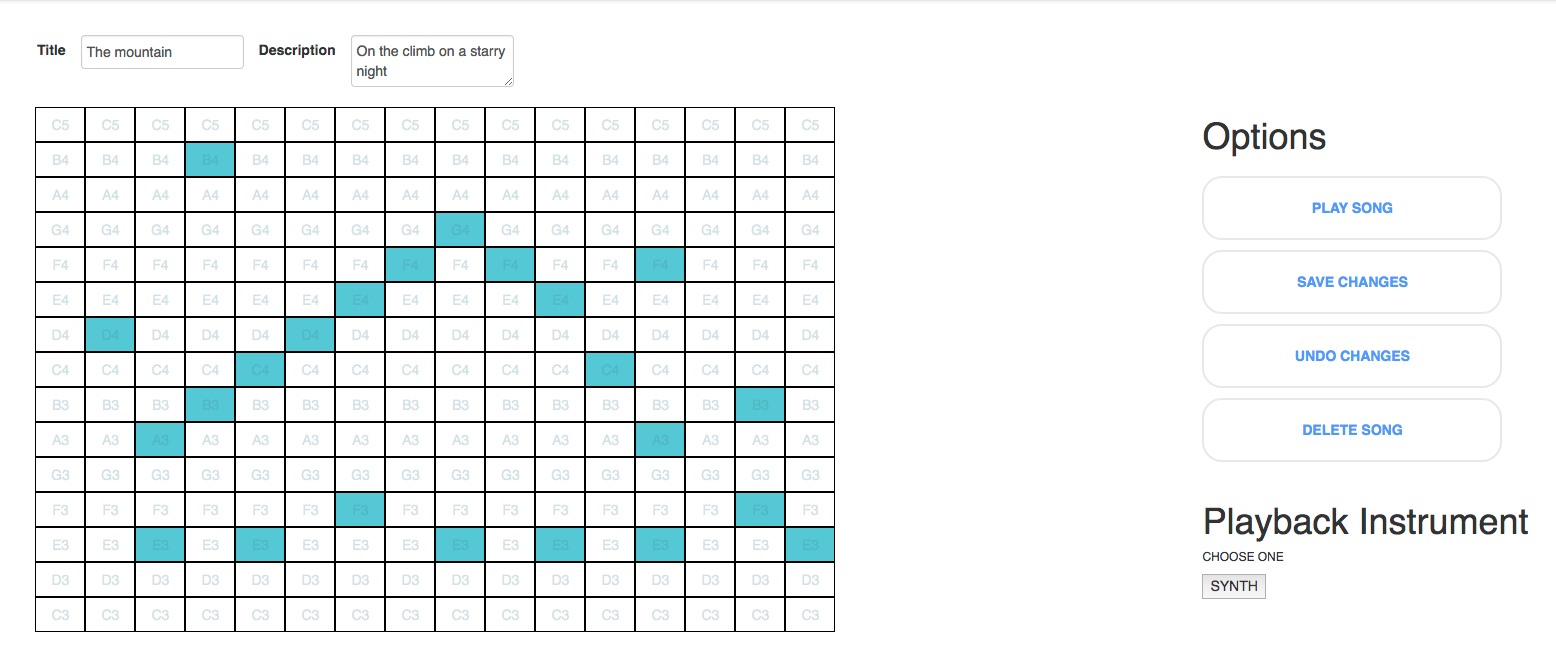 Title The mountain Description On the climb on a starry
night
C5 C5 C5 C5 C5 C5 C5 C5 C5 C5 C5 C5 C5 C5 C5 C5
Options
B4 B4 B4 B4 B4 B4 B4 B4 B4 B4 B4 B4 B4 B4 B4 B4
A4 A4 A4 A4 A4 A4 A4 A4 A4 A4 A4 A4 A4 A4 A4 A4
PLAY SONG
G4 G4 G4 G4 G4 G4 G4 G4 G4 G4 G4 G4 G4 G4 G4 G4
F4 F4 F4 F4 F4 F4 F4 F4 F4 F4 F4 F4 F4 F4 F4 F4
SAVE CHANGES
E4 E4 E4 E4 E4 E4 E4 E4 E4 E4 E4 E4 E4 E4 E4 E4
D4 D4 D4 D4 D4 D4 D4 D4 D4 D4 D4 D4 D4 D4 D4 D4
UNDO CHANGES
C4 C4 C4 C4 C4 C4 C4 C4 C4 C4 C4 C4 C4 C4 C4 C4
B3 B3 B3 B3 B3 B3 B3 B3 B3 B3 B3 B3 B3 B3 B3 B3
DELETE SONG
A3 A3 A3 A3 A3 A3 A3 A3 A3 A3 A3 A3 A3 A3 A3 A3
G3 G3 G3 G3 G3 G3 G3 G3 G3 G3 G3 G3 G3 G3 G3 G3
F3 F3 F3 F3 F3 F3 F3 F3 F3 F3 F3 F3 F3 F3 F3 F3
Playback Instrument
E3 E3 E3 E3 E3 E3 E3 E3 E3 E3 E3 E3 E3 E3 E3 E3
CHOOSE ONE
D3 D3 D3 D3 D3 D3 D3 D3 D3 D3 D3 D3 D3 D3 D3 D3
SYNTH
C3 C3 C3 C3 C3 C3 C3 C3 C3 C3 C3 C3 C3 C3 C3 C3